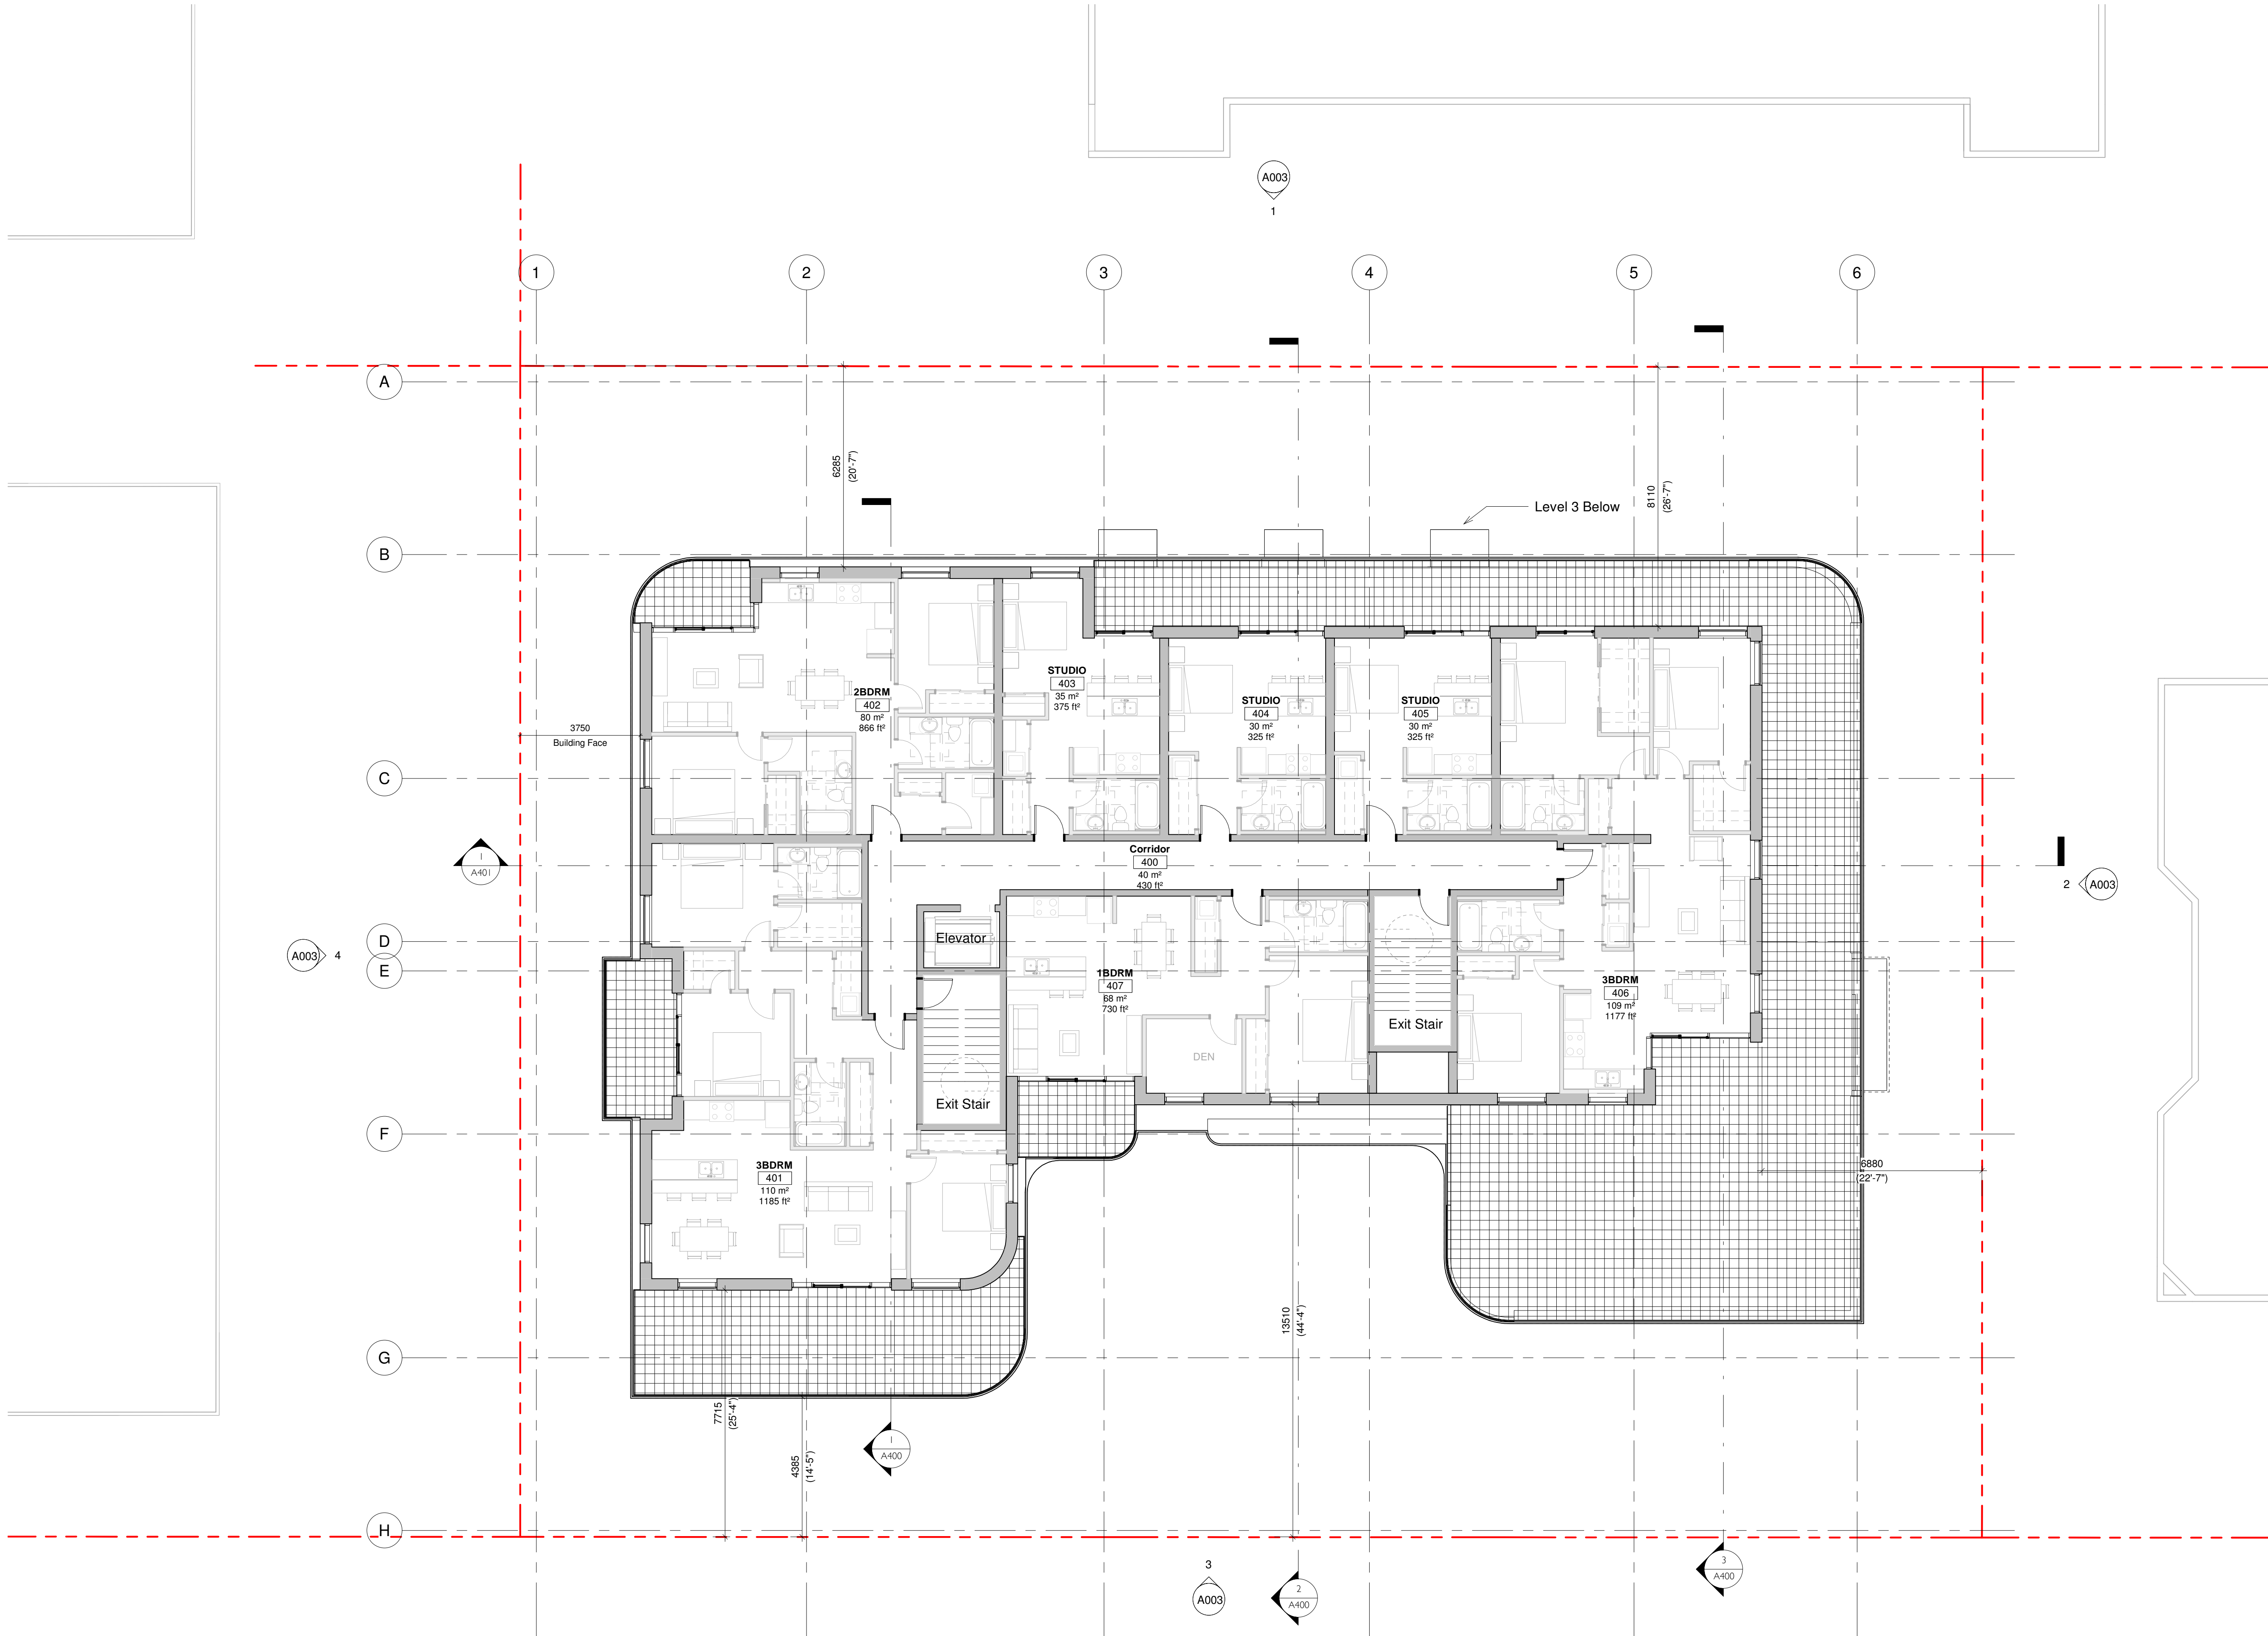 A003
1
1
2
3
4
5
6
A
6285
(20'-7")
8110
(26'-7")
Level 3 Below
B
STUDIO
403
35 m²
375 ft²
2BDRM
402
80 m²
866 ft²
STUDIO
404
30 m²
325 ft²
STUDIO
405
30 m²
325 ft²
3750
Building Face
C
Corridor
400
40 m²
430 ft²
1
A401
2
A003
D
Elevator
A003
4
E
1BDRM
407
68 m²
730 ft²
3BDRM
406
109 m²
1177 ft²
Exit Stair
DEN
Exit Stair
F
3BDRM
401
110 m²
1185 ft²
6880
(22'-7")
13510
(44'-4")
G
7715
(25'-4")
1
A400
4385
(14'-5")
H
3
A003
2
A400
3
A400